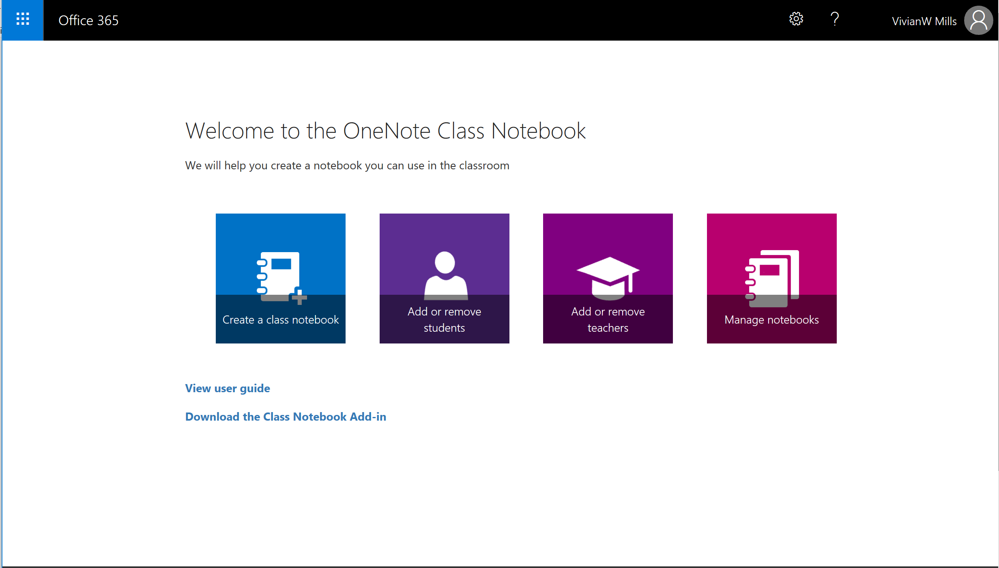 Office 365
?
VivianW Mills
Welcome to the OneNote Class Notebook
We will help you create a notebook you can use in the classroom
Create a class notebook
Add or remove
students
Add or remove
teachers
Manage notebooks
View user guide
Download the Class Notebook Add-in